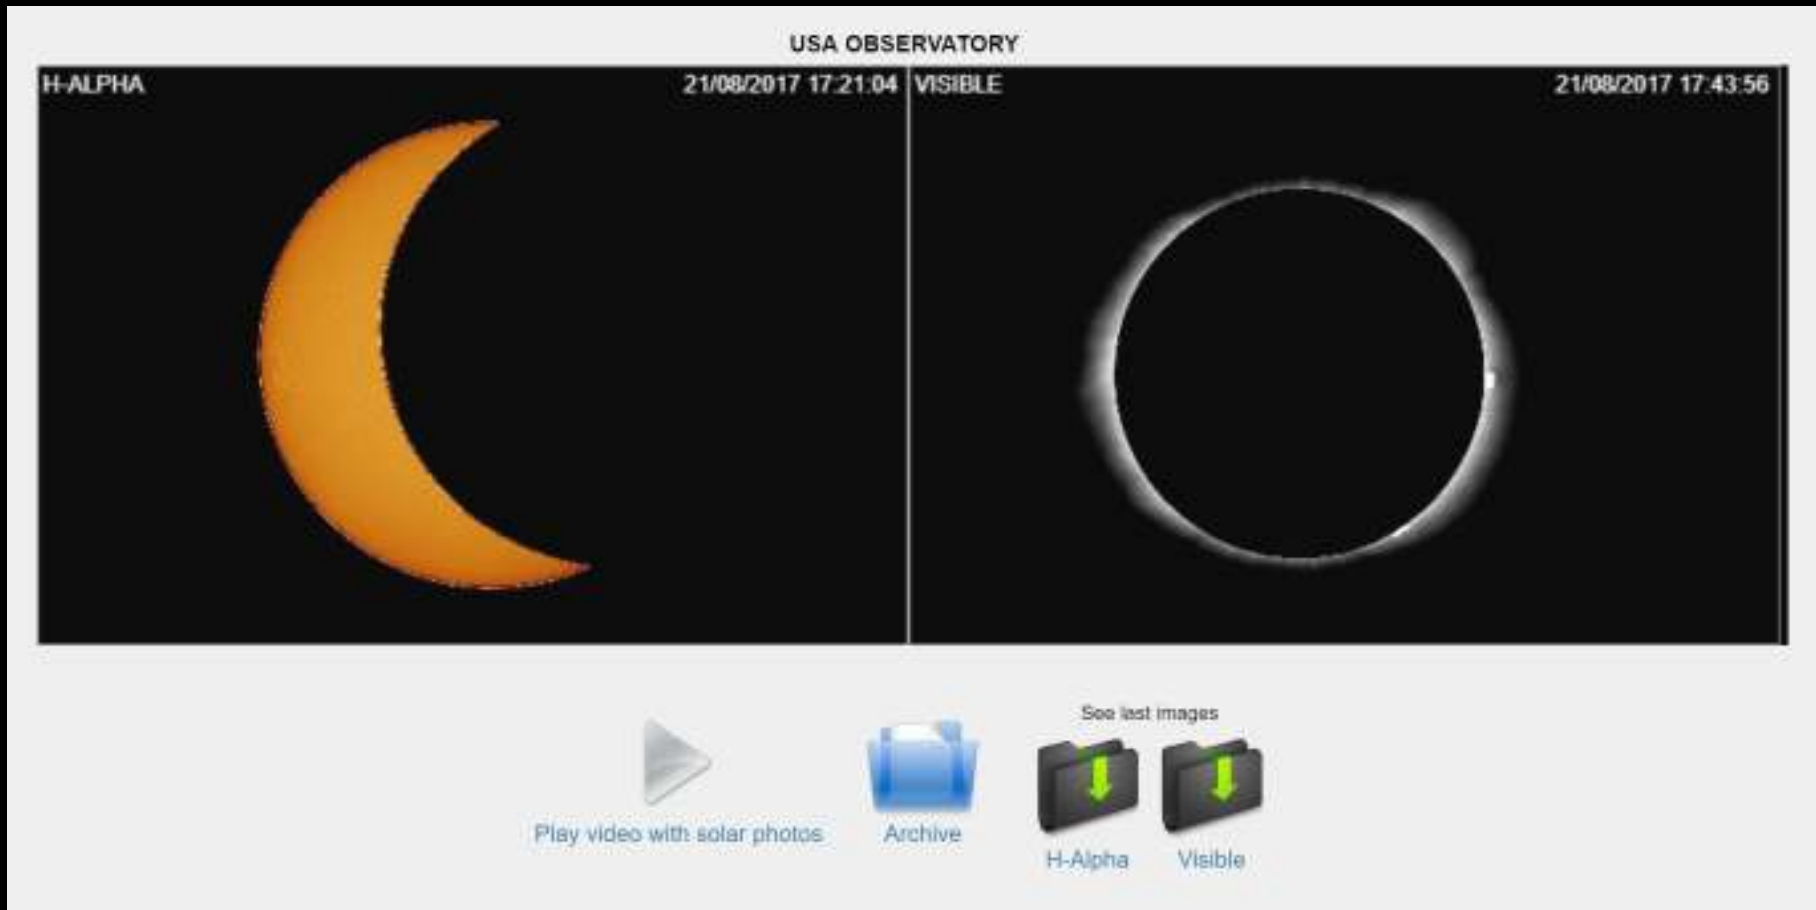 USA OBSERVATORY
H-ALPHA 21/08/2017 17:21:04
VISIBLE 21/08/2017 17:43:56
See last images
Play video with solar photos
Archive
H-Alpha
Visible